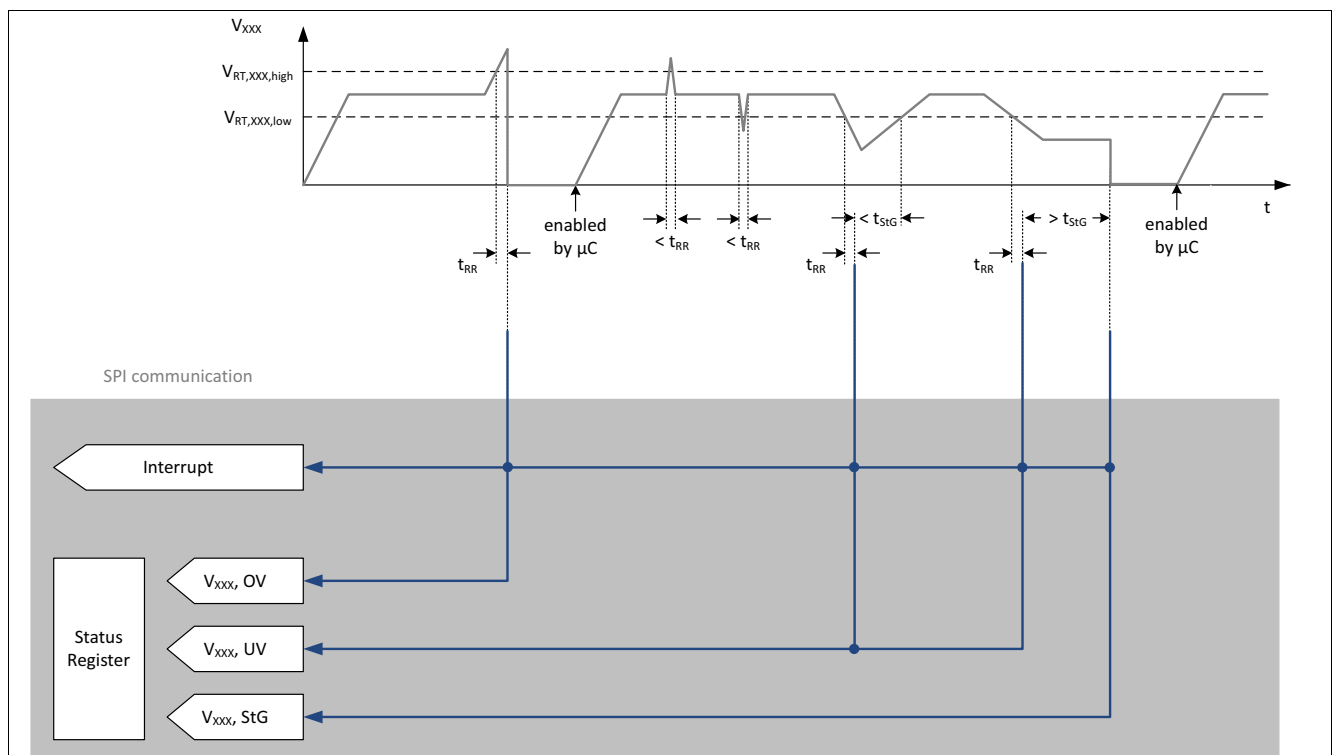 VXXX
VRT,XXX,high
VRT,XXX,low
t
enabled
by µC
< tRR
< tRR
< tStG
> tStG
enabled
by µC
tRR
tRR
tRR
SPI communication
Interrupt
Status
Register
VXXX, OV
VXXX, UV
VXXX, StG